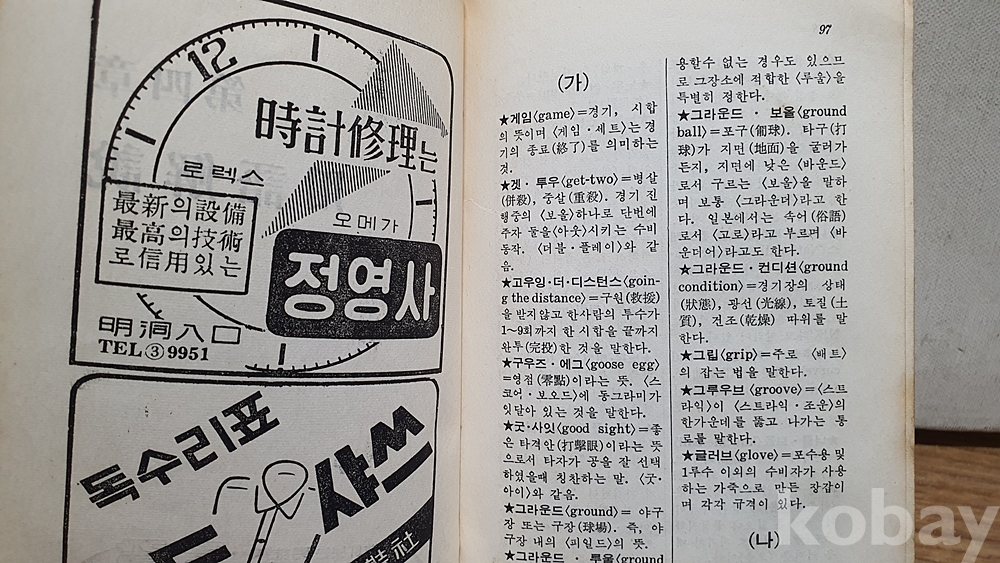 12
時計修理는
로렉스
오메가
最新의設備
最高의技術
로信用있는
정영사
明洞入口
TEL③9951
독수리표
샤쓰
97
(가)
★게임〈game〉=경기, 시합
의 뜻이며 〈게임·세트〉는 경
기의 종료(終了)를 의미하는
것.
★겟·투우〈get-two〉=병살
(併殺), 중살(重殺). 경기 진
행중의 〈보올〉하나로 단번에
주자 둘을〈아웃〉시키는 수비
동작. 〈더블·플레이〉와 같
음.
★고우잉·더·디스턴스〈goin-
g the distance〉=구원(救援)
을 받지않고 한사람의 투수가
1~9회까지 한 시합을 끝까지
완투(完投)한 것을 말한다.
★구우즈·에그〈goose egg〉
=영점(零點)이라는 뜻. 〈스
코어·보오드〉에 동그라미가
잇달아 있는 것을 말한다.
★굿·사잇〈good sight〉=좋
은 타격안(打擊眼)이라는 뜻
으로서 타자가 공을 잘 선택
하였을때 칭찬하는 말. 〈굿·
아이〉와 같음.
★그라운드〈ground〉= 야구
장 또는 구장(球場). 즉, 야
구장 내의 〈피일드〉의 뜻.
★그라운드·루울〈ground
용할수 없는 경우도 있으므
로 그장소에 적합한 〈루울〉을
특별히 정한다.
★그라운드·보올〈ground
ball〉=포구(匍球). 타구(打
球)가 지면(地面)을 굴러가
든지, 지면에 낮은 〈바운드〉
로서 구르는 〈보올〉을 말하
며 보통 〈그라운더〉라고 한
다. 일본에서는 속어(俗語)
로서 〈고로〉라고 부르며 〈바
운더어〉라고도 한다.
★그라운드·컨디션〈ground
condition〉=경기장의 상태
(狀態), 광선(光線), 토질(土
質), 건조(乾燥) 따위를 말
한다.
★그립〈grip〉=주로 〈배트〉
의 잡는 법을 말한다.
★그루우브〈groove〉=〈스트
라익〉이 〈스트라익·조운〉의
한가운데를 뚫고 나가는 통
로를 말한다.
★글러브〈glove〉=포수용 및
1루수 이외의 수비자가 사용
하는 가죽으로 만든 장갑이
며 각각 규격이 있다.
(나)
kobay